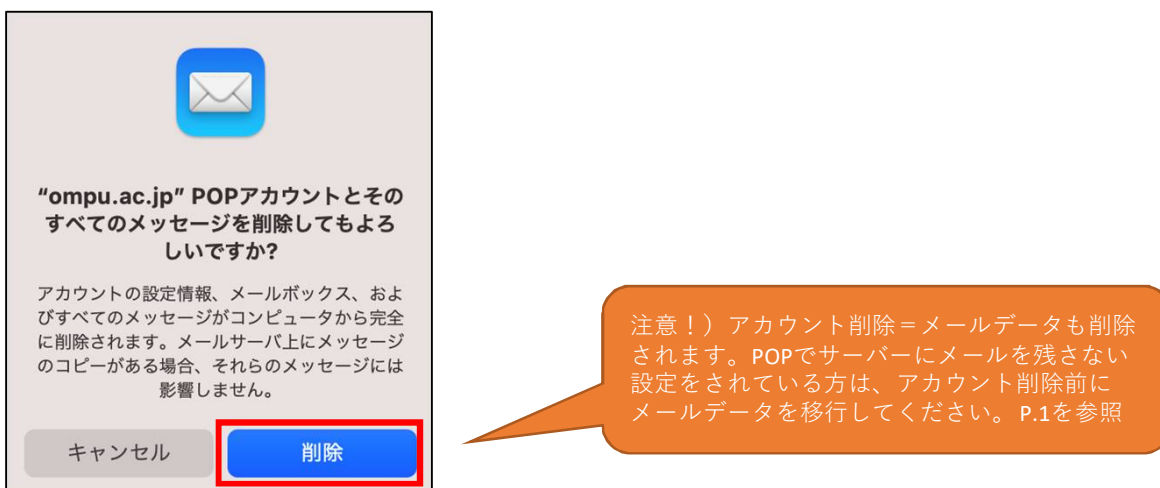 “ompu.ac.jp” POPアカウントとその
すべてのメッセージを削除してもよろ
しいですか?
アカウントの設定情報、メールボックス、およ
びすべてのメッセージがコンピュータから完全
に削除されます。メールサーバ上にメッセージ
のコピーがある場合、それらのメッセージには
影響しません。
キャンセル
削除
注意！）アカウント削除＝メールデータも削除
されます。POPでサーバーにメールを残さない
設定をされている方は、アカウント削除前に
メールデータを移行してください。P.1を参照